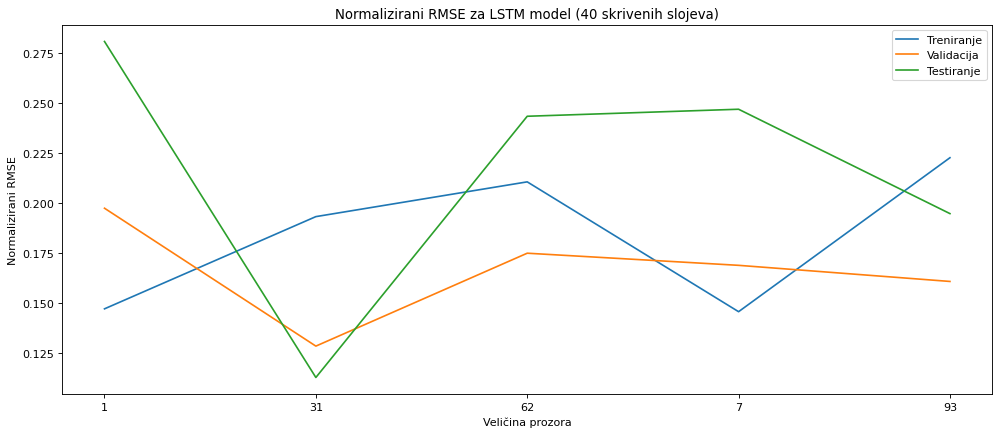 Normalizirani RMSE za LSTM model (40 skrivenih slojeva)
Treniranje
Validacija
Testiranje
Normalizirani RMSE
0.275
0.250
0.225
0.200
0.175
0.150
0.125
1 31 62 7 93
Veličina prozora